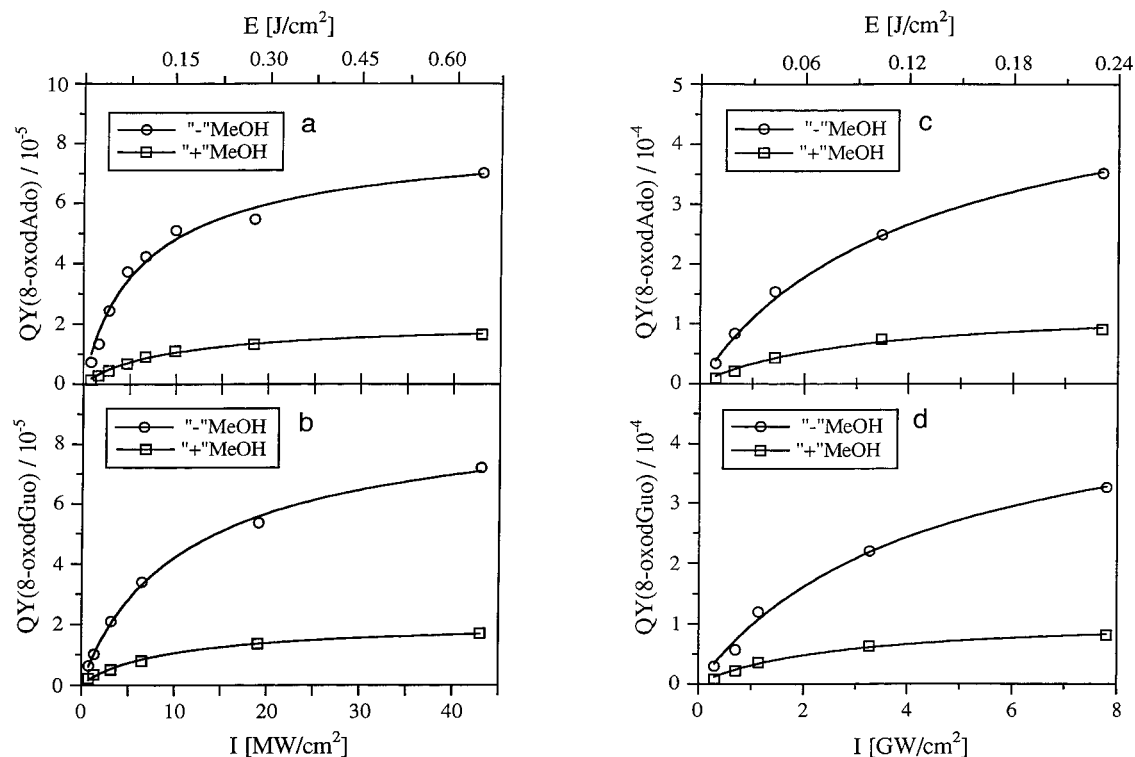 E [J/cm²]
0.15 0.30 0.45 0.60
10
8
6
4
2
0
QY(8-oxodAdo) / 10⁻⁵
"-"MeOH
"+"MeOH
a
8
6
4
2
0
QY(8-oxodGuo) / 10⁻⁵
"-"MeOH
"+"MeOH
b
0 10 20 30 40
I [MW/cm²]
E [J/cm²]
0.06 0.12 0.18 0.24
5
4
3
2
1
0
QY(8-oxodAdo) / 10⁻⁴
"-"MeOH
"+"MeOH
c
4
3
2
1
0
QY(8-oxodGuo) / 10⁻⁴
"-"MeOH
"+"MeOH
d
0 2 4 6 8
I [GW/cm²]